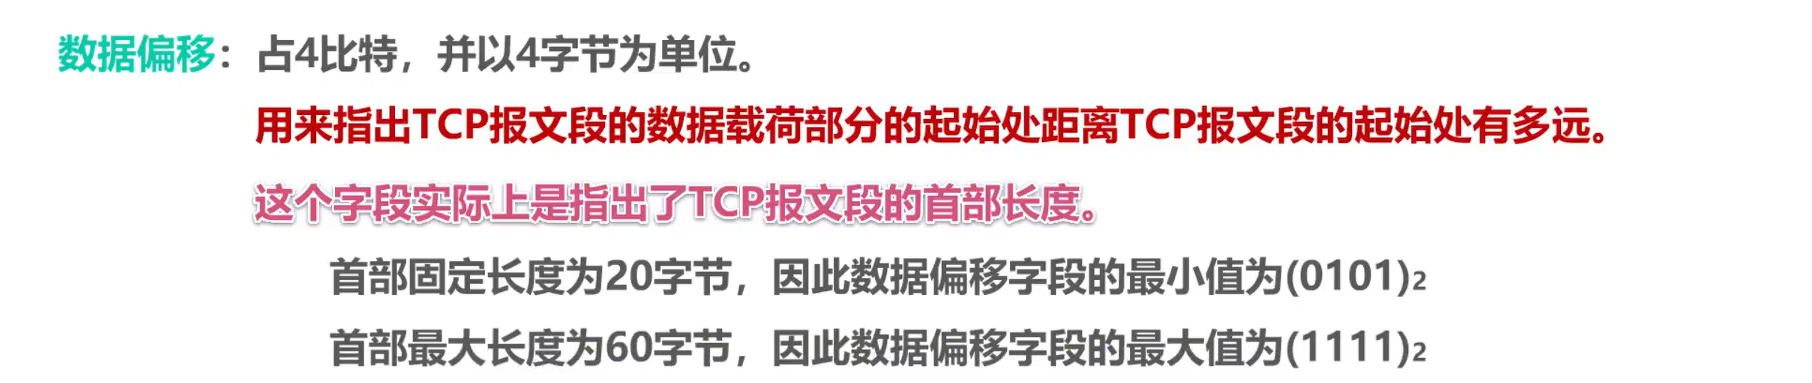 数据偏移：占4比特，并以4字节为单位。
用来指出TCP报文段的数据载荷部分的起始处距离TCP报文段的起始处有多远。
这个字段实际上是指出了TCP报文段的首部长度。
首部固定长度为20字节，因此数据偏移字段的最小值为(0101)₂
首部最大长度为60字节，因此数据偏移字段的最大值为(1111)₂